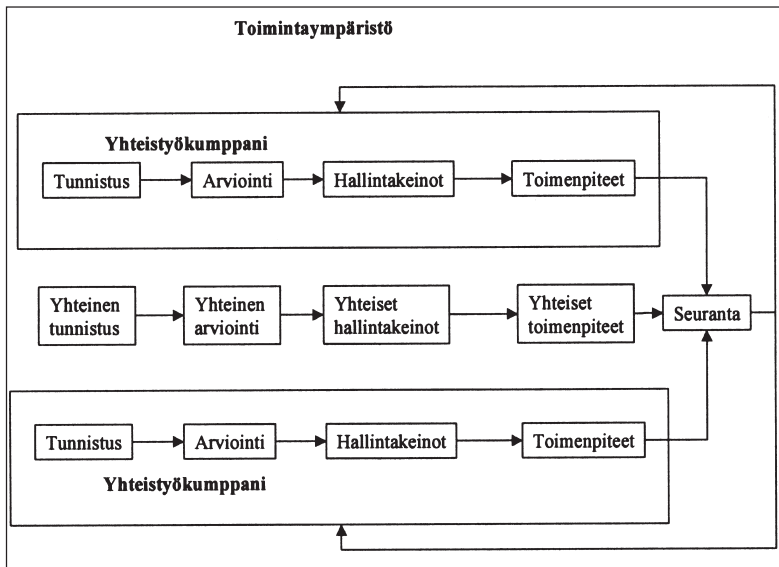 Toimintaympäristö
Yhteistyökumppani
Tunnistus
Arviointi
Hallintakeinot
Toimenpiteet
Yhteinen
tunnistus
Yhteinen
arviointi
Yhteiset
hallintakeinot
Yhteiset
toimenpiteet
Seuranta
Tunnistus
Arviointi
Hallintakeinot
Toimenpiteet
Yhteistyökumppani